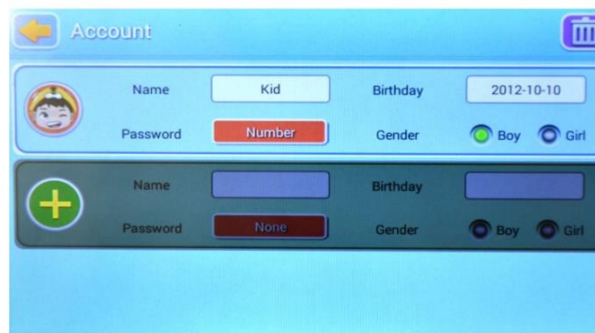 Account
Name Kid Birthday 2012-10-10
Password Number Gender Boy Girl
Name Birthday
Password None Gender Boy Girl